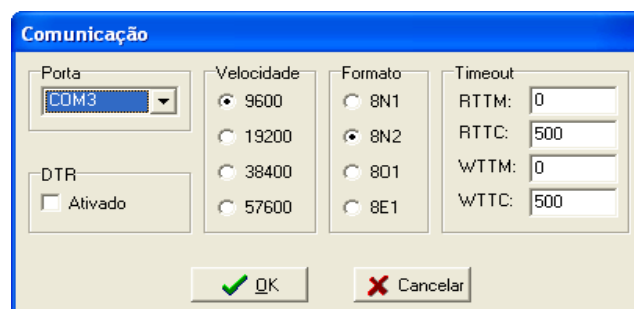 Comunicação
Porta
COM3
DTR
Ativado
Velocidade
9600
19200
38400
57600
Formato
8N1
8N2
8O1
8E1
Timeout
RTTM: 0
RTTC: 500
WTTM: 0
WTTC: 500
OK
Cancelar